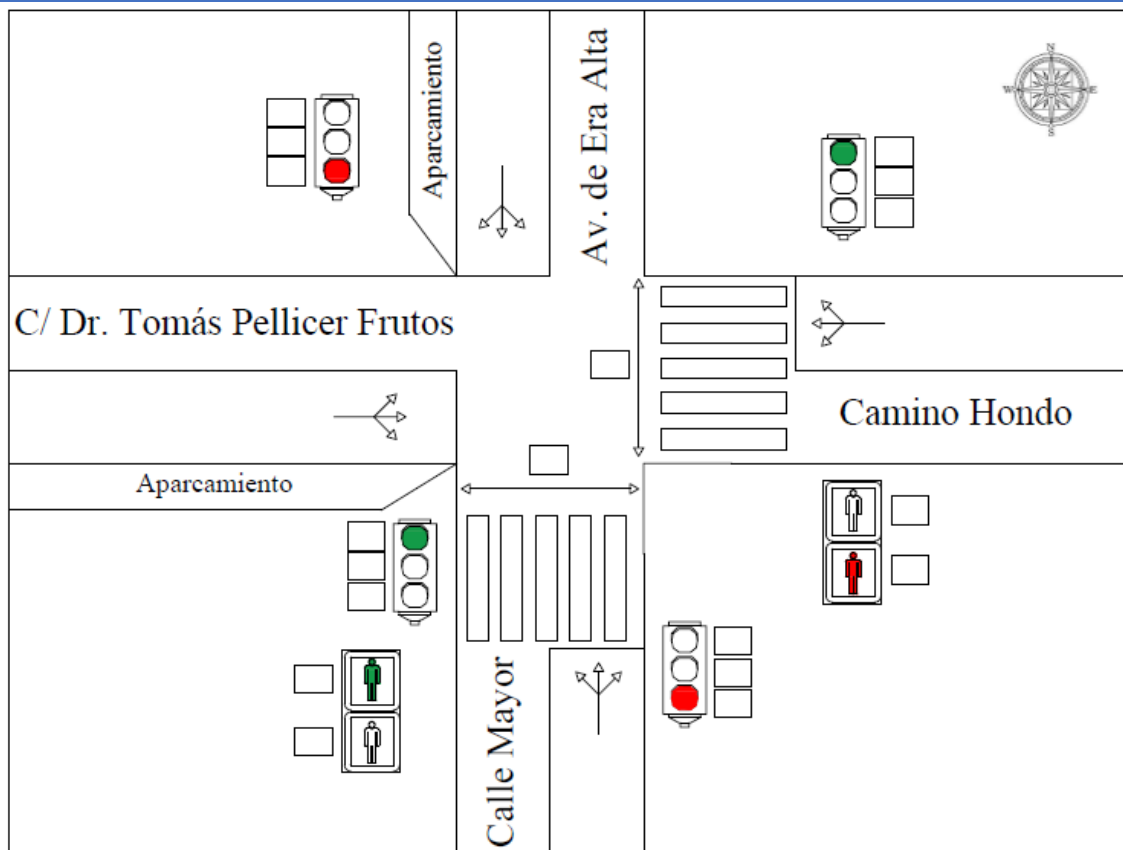 Aparcamiento
Av. de Era Alta
N
W
E
S
C/ Dr. Tomás Pellicer Frutos
Camino Hondo
Aparcamiento
Calle Mayor